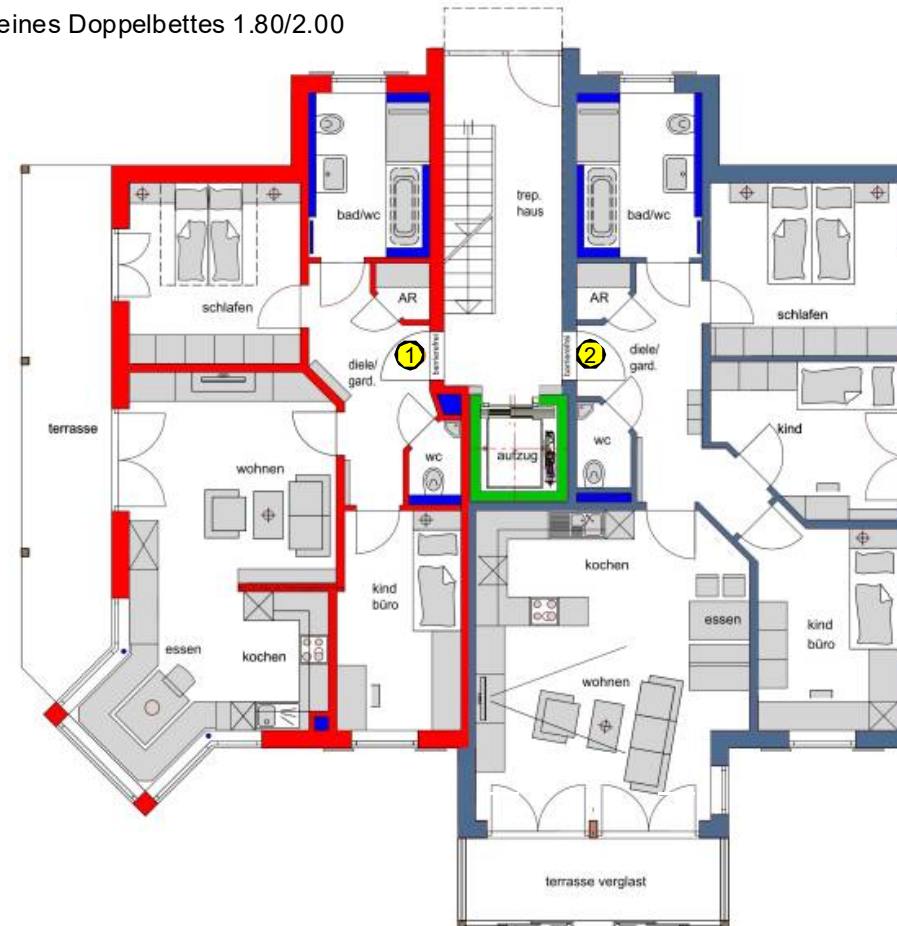 eines Doppelbettes 1.80/2.00
trep.
haus
bad/wc
bad/wc
schlafen
AR
AR
schlafen
diele/
gard.
1
barrierefrei
barrierefrei
2
diele/
gard.
terrasse
wohnen
wc
aufzug
wc
kind
kochen
kind
büro
essen
kind
büro
essen
kochen
wohnen
terrasse verglast